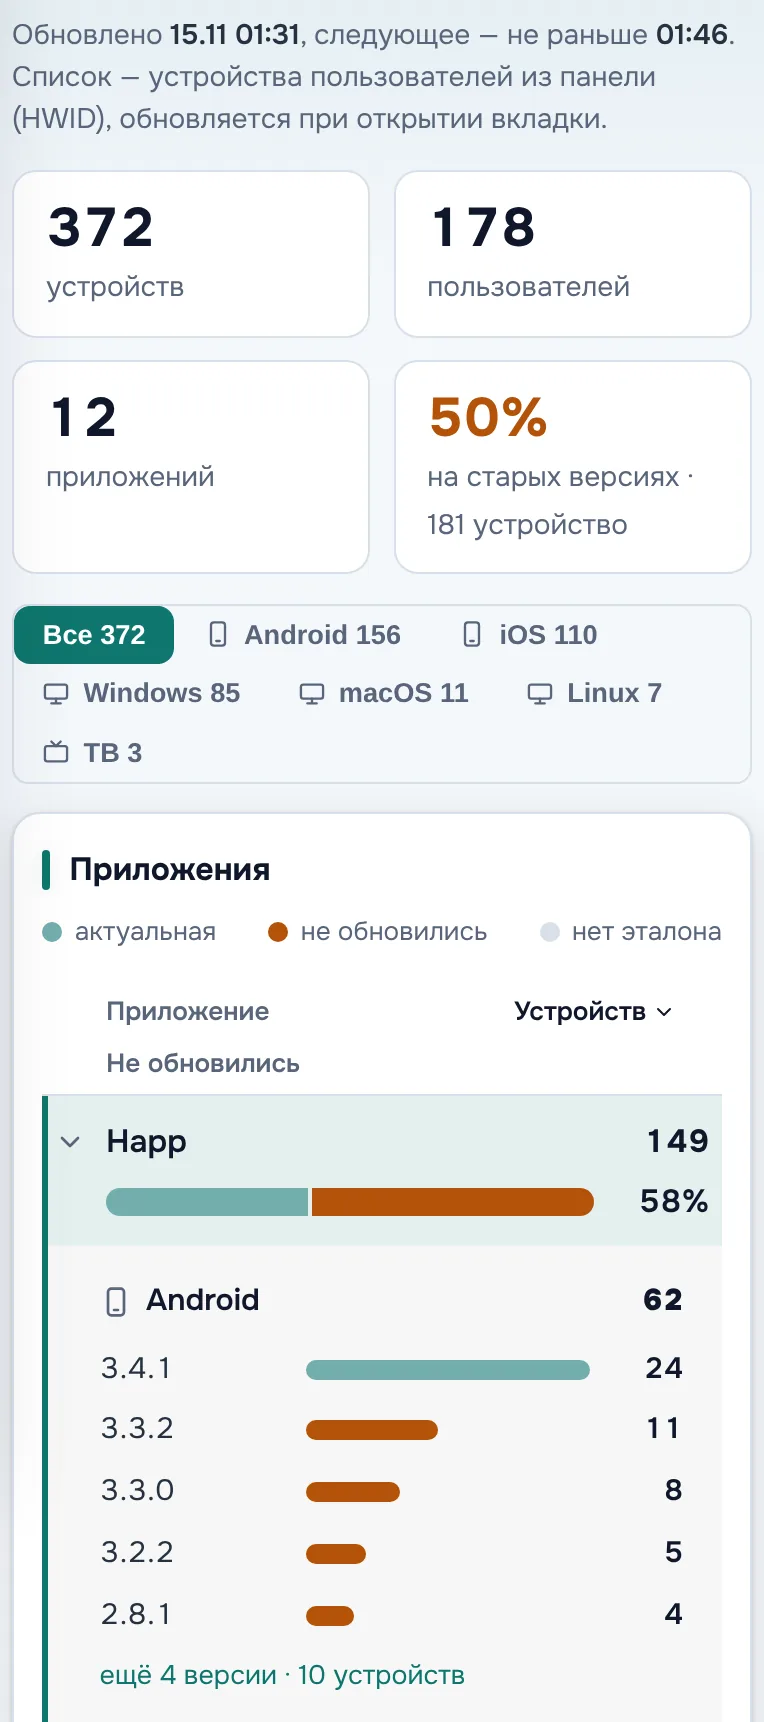 Обновлено 15.11 01:31, следующее — не раньше 01:46.
Список — устройства пользователей из панели
(HWID), обновляется при открытии вкладки.
372
устройств
178
пользователей
12
приложений
50%
на старых версиях ·
181 устройство
Все 372 Android 156 iOS 110
Windows 85 macOS 11 Linux 7
ТВ 3
Приложения
актуальная не обновились нет эталона
Приложение Устройств
Не обновились
Happ 149
58%
Android 62
3.4.1 24
3.3.2 11
3.3.0 8
3.2.2 5
2.8.1 4
ещё 4 версии · 10 устройств